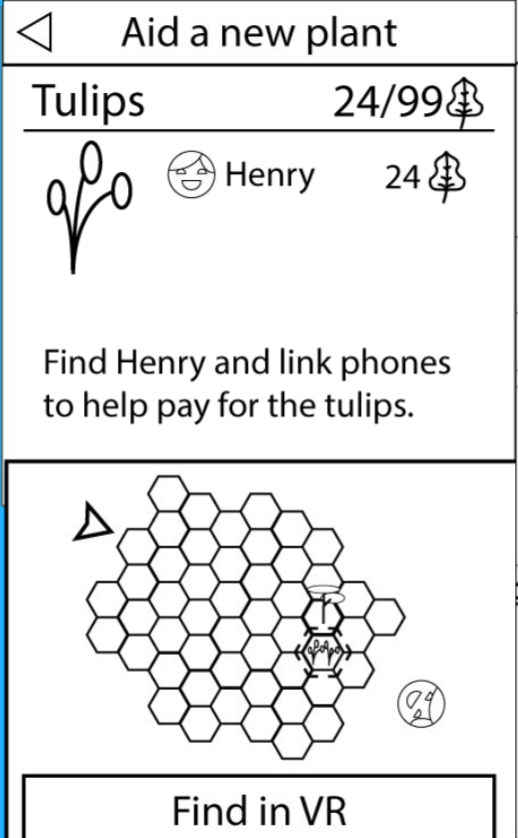 Aid a new plant
Tulips 24/99
Henry 24
Find Henry and link phones
to help pay for the tulips.
Find in VR